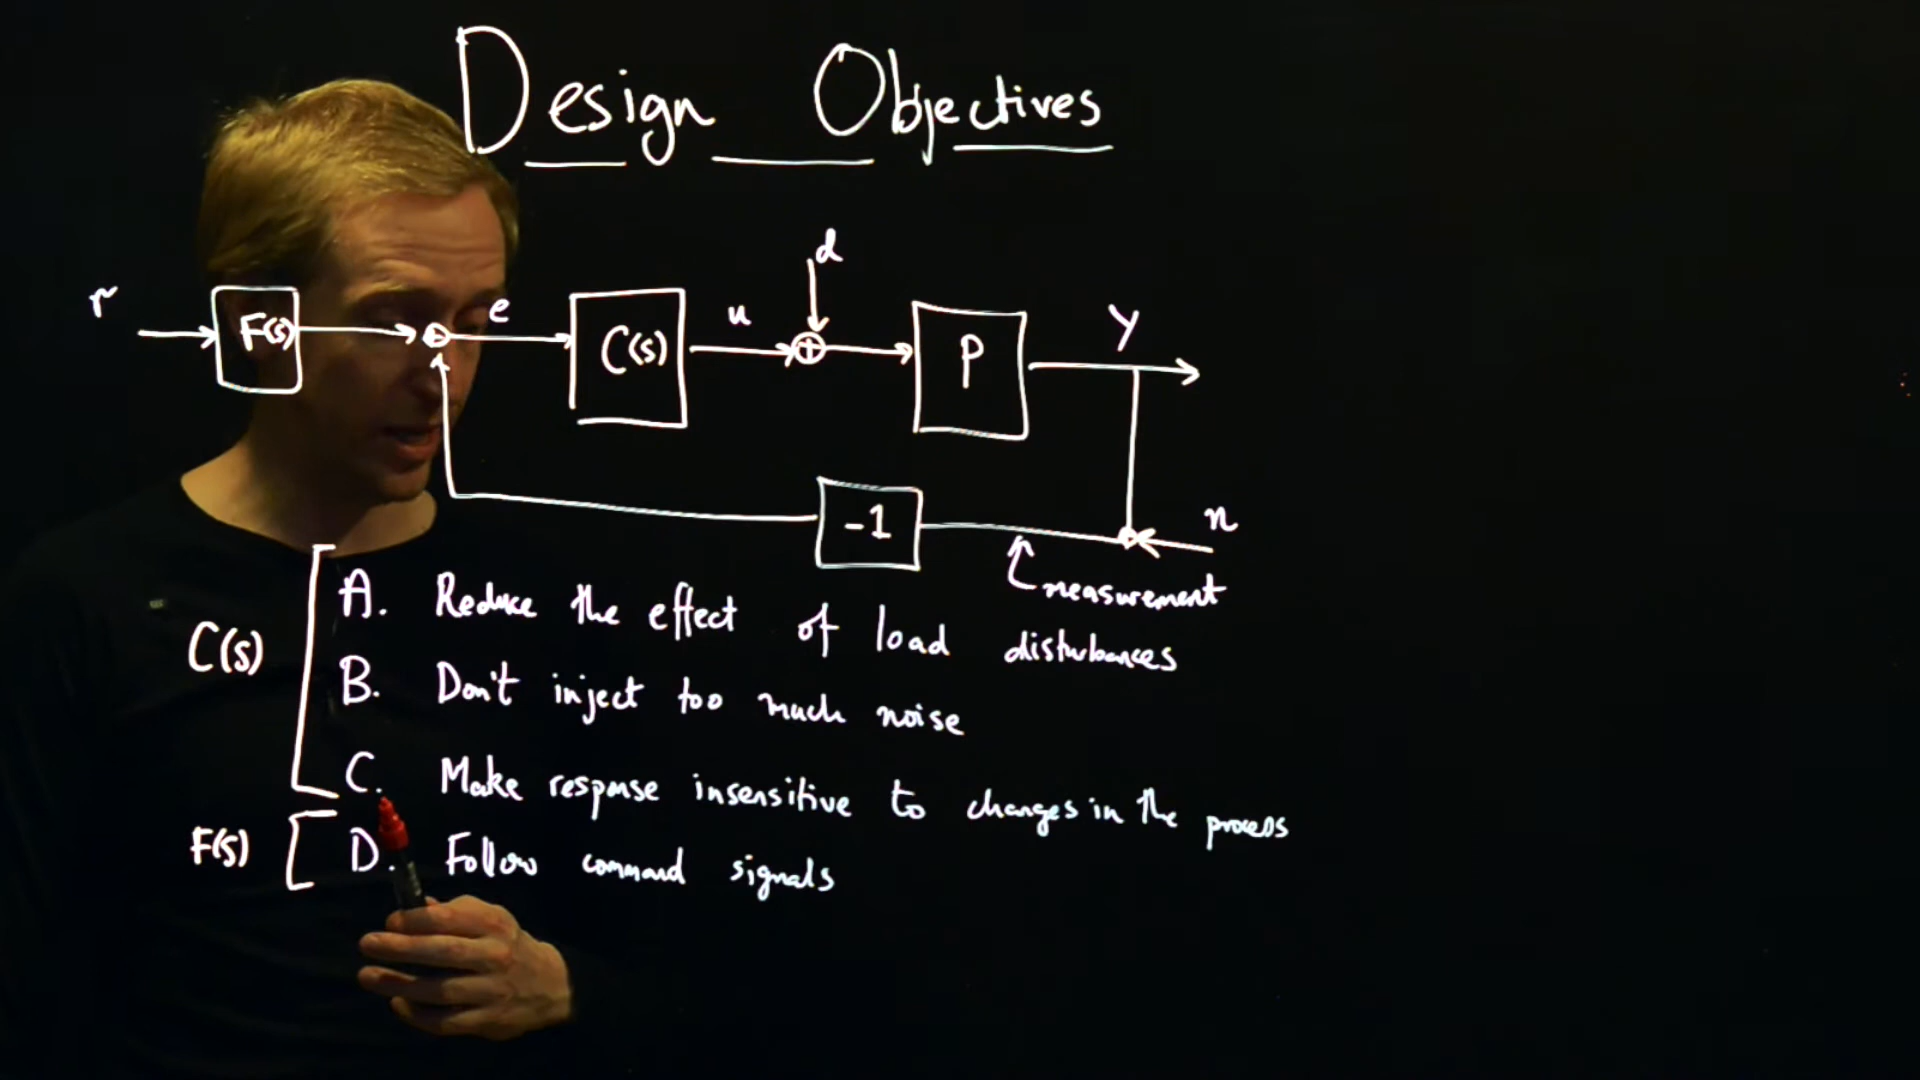 Design Objectives
d
r F(s) e C(s) u P y
-1
n
measurement
C(s)
A. Reduce the effect of load disturbances
B. Don't inject too much noise
C. Make response insensitive to changes in the process
F(s)
D. Follow command signals